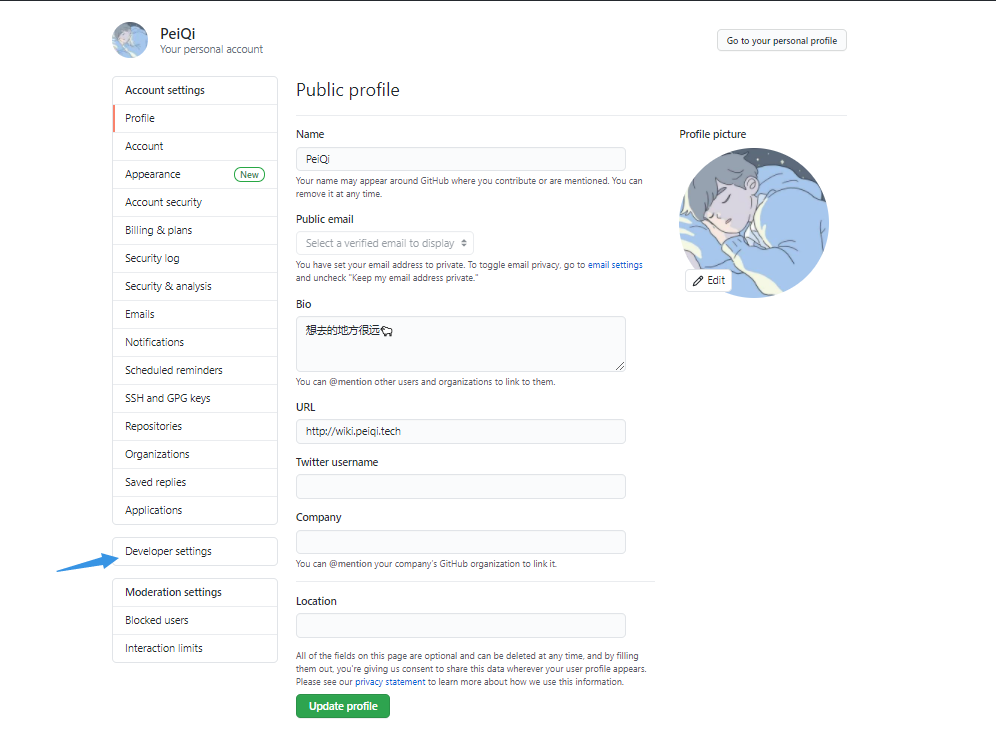 PeiQi
Your personal account
Go to your personal profile
Account settings
Profile
Account
Appearance New
Account security
Billing & plans
Security log
Security & analysis
Emails
Notifications
Scheduled reminders
SSH and GPG keys
Repositories
Organizations
Saved replies
Applications
Developer settings
Moderation settings
Blocked users
Interaction limits
Public profile
Name
PeiQi
Your name may appear around GitHub where you contribute or are mentioned. You can
remove it at any time.
Public email
Select a verified email to display
You have set your email address to private. To toggle email privacy, go to email settings
and uncheck "Keep my email address private."
Bio
想去的地方很远🐑
You can @mention other users and organizations to link to them.
URL
http://wiki.peiqi.tech
Twitter username
Company
You can @mention your company's GitHub organization to link it.
Location
All of the fields on this page are optional and can be deleted at any time, and by filling
them out, you're giving us consent to share this data wherever your user profile appears.
Please see our privacy statement to learn more about how we use this information.
Update profile
Profile picture
Edit